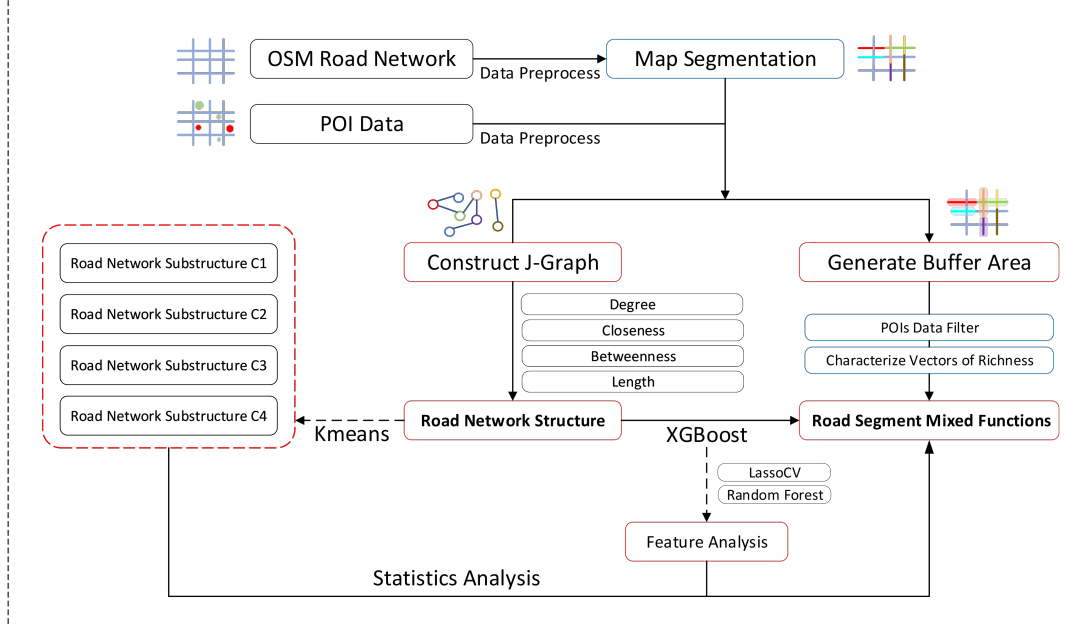 OSM Road Network
Data Preprocess
Map Segmentation
POI Data
Data Preprocess
Construct J-Graph
Generate Buffer Area
Degree
Closeness
Betweenness
Length
POIs Data Filter
Characterize Vectors of Richness
Road Network Substructure C1
Road Network Substructure C2
Road Network Substructure C3
Road Network Substructure C4
Kmeans
Road Network Structure
XGBoost
Road Segment Mixed Functions
LassoCV
Random Forest
Feature Analysis
Statistics Analysis